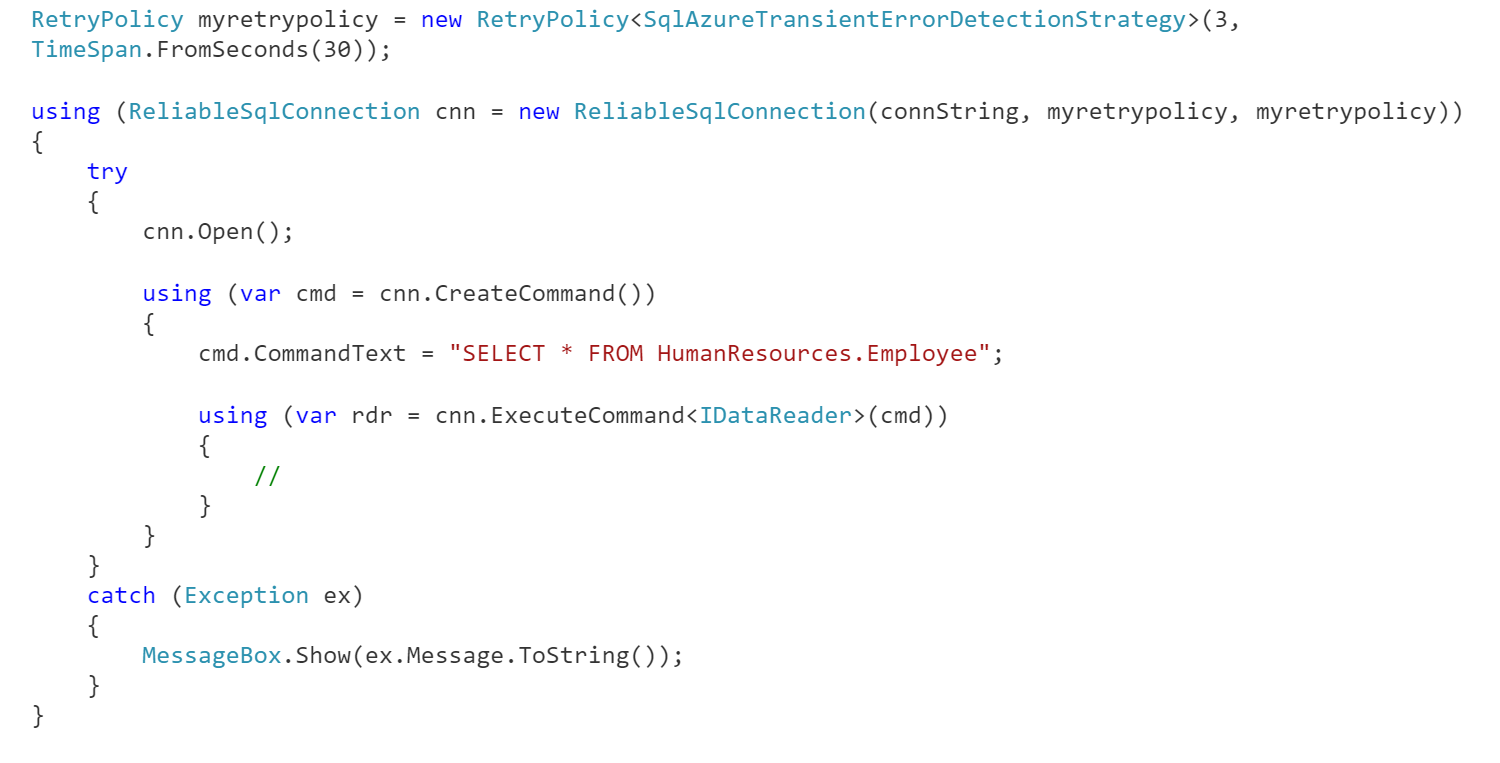 RetryPolicy myretrypolicy = new RetryPolicy<SqlAzureTransientErrorDetectionStrategy>(3,
TimeSpan.FromSeconds(30));

using (ReliableSqlConnection cnn = new ReliableSqlConnection(connString, myretrypolicy, myretrypolicy))
{
    try
    {
        cnn.Open();

        using (var cmd = cnn.CreateCommand())
        {
            cmd.CommandText = "SELECT * FROM HumanResources.Employee";

            using (var rdr = cnn.ExecuteCommand<IDataReader>(cmd))
            {
                //
            }
        }
    }
    catch (Exception ex)
    {
        MessageBox.Show(ex.Message.ToString());
    }
}